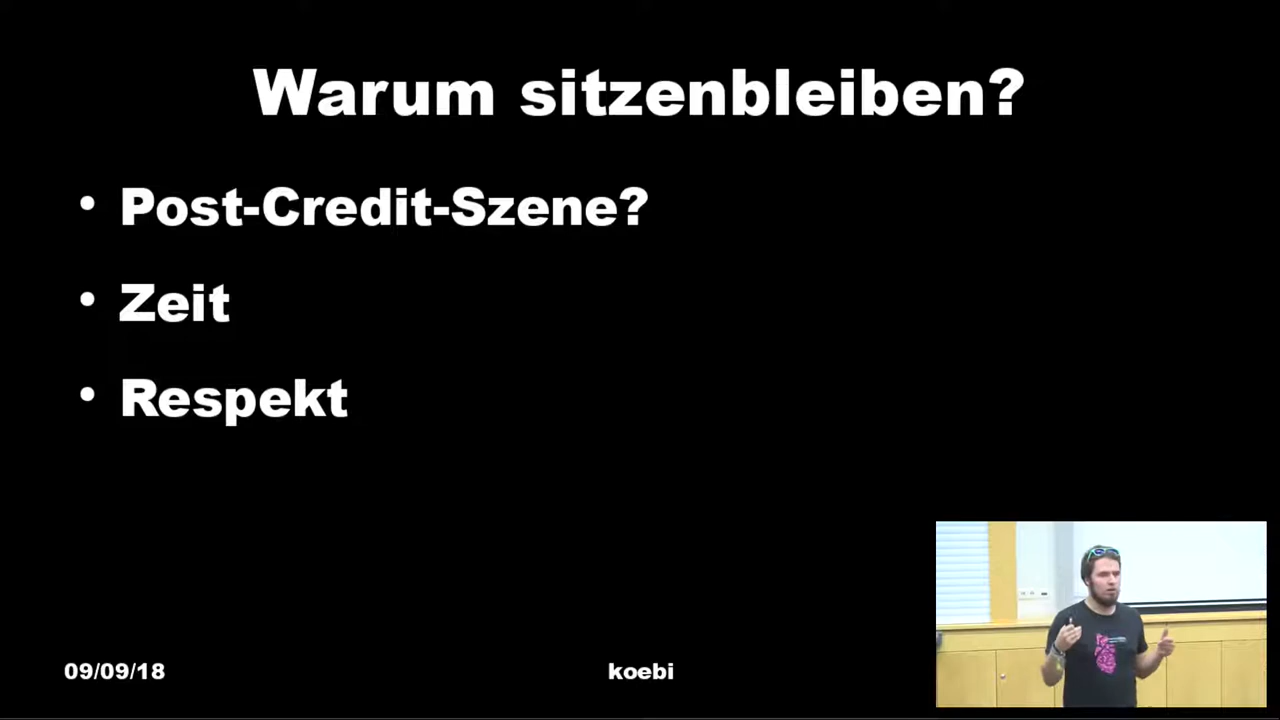 Warum sitzenbleiben?
• Post-Credit-Szene?
• Zeit
• Respekt
09/09/18
koebi